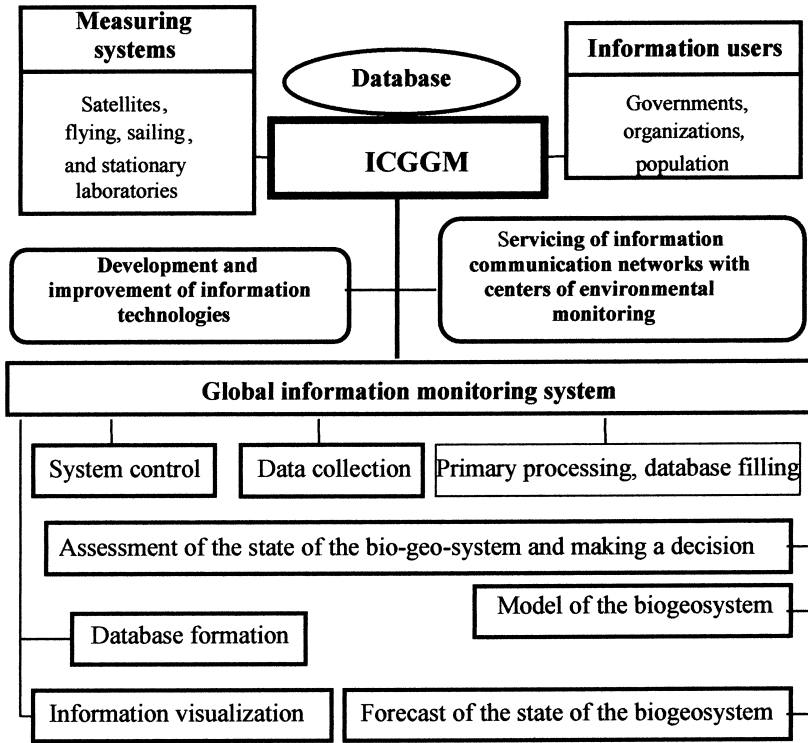 Measuring
systems
Satellites,
flying, sailing,
and stationary
laboratories
Database
ICGGM
Information users
Governments,
organizations,
population
Development and
improvement of information
technologies
Servicing of information
communication networks with
centers of environmental
monitoring
Global information monitoring system
System control
Data collection
Primary processing, database filling
Assessment of the state of the bio-geo-system and making a decision
Model of the biogeosystem
Database formation
Information visualization
Forecast of the state of the biogeosystem